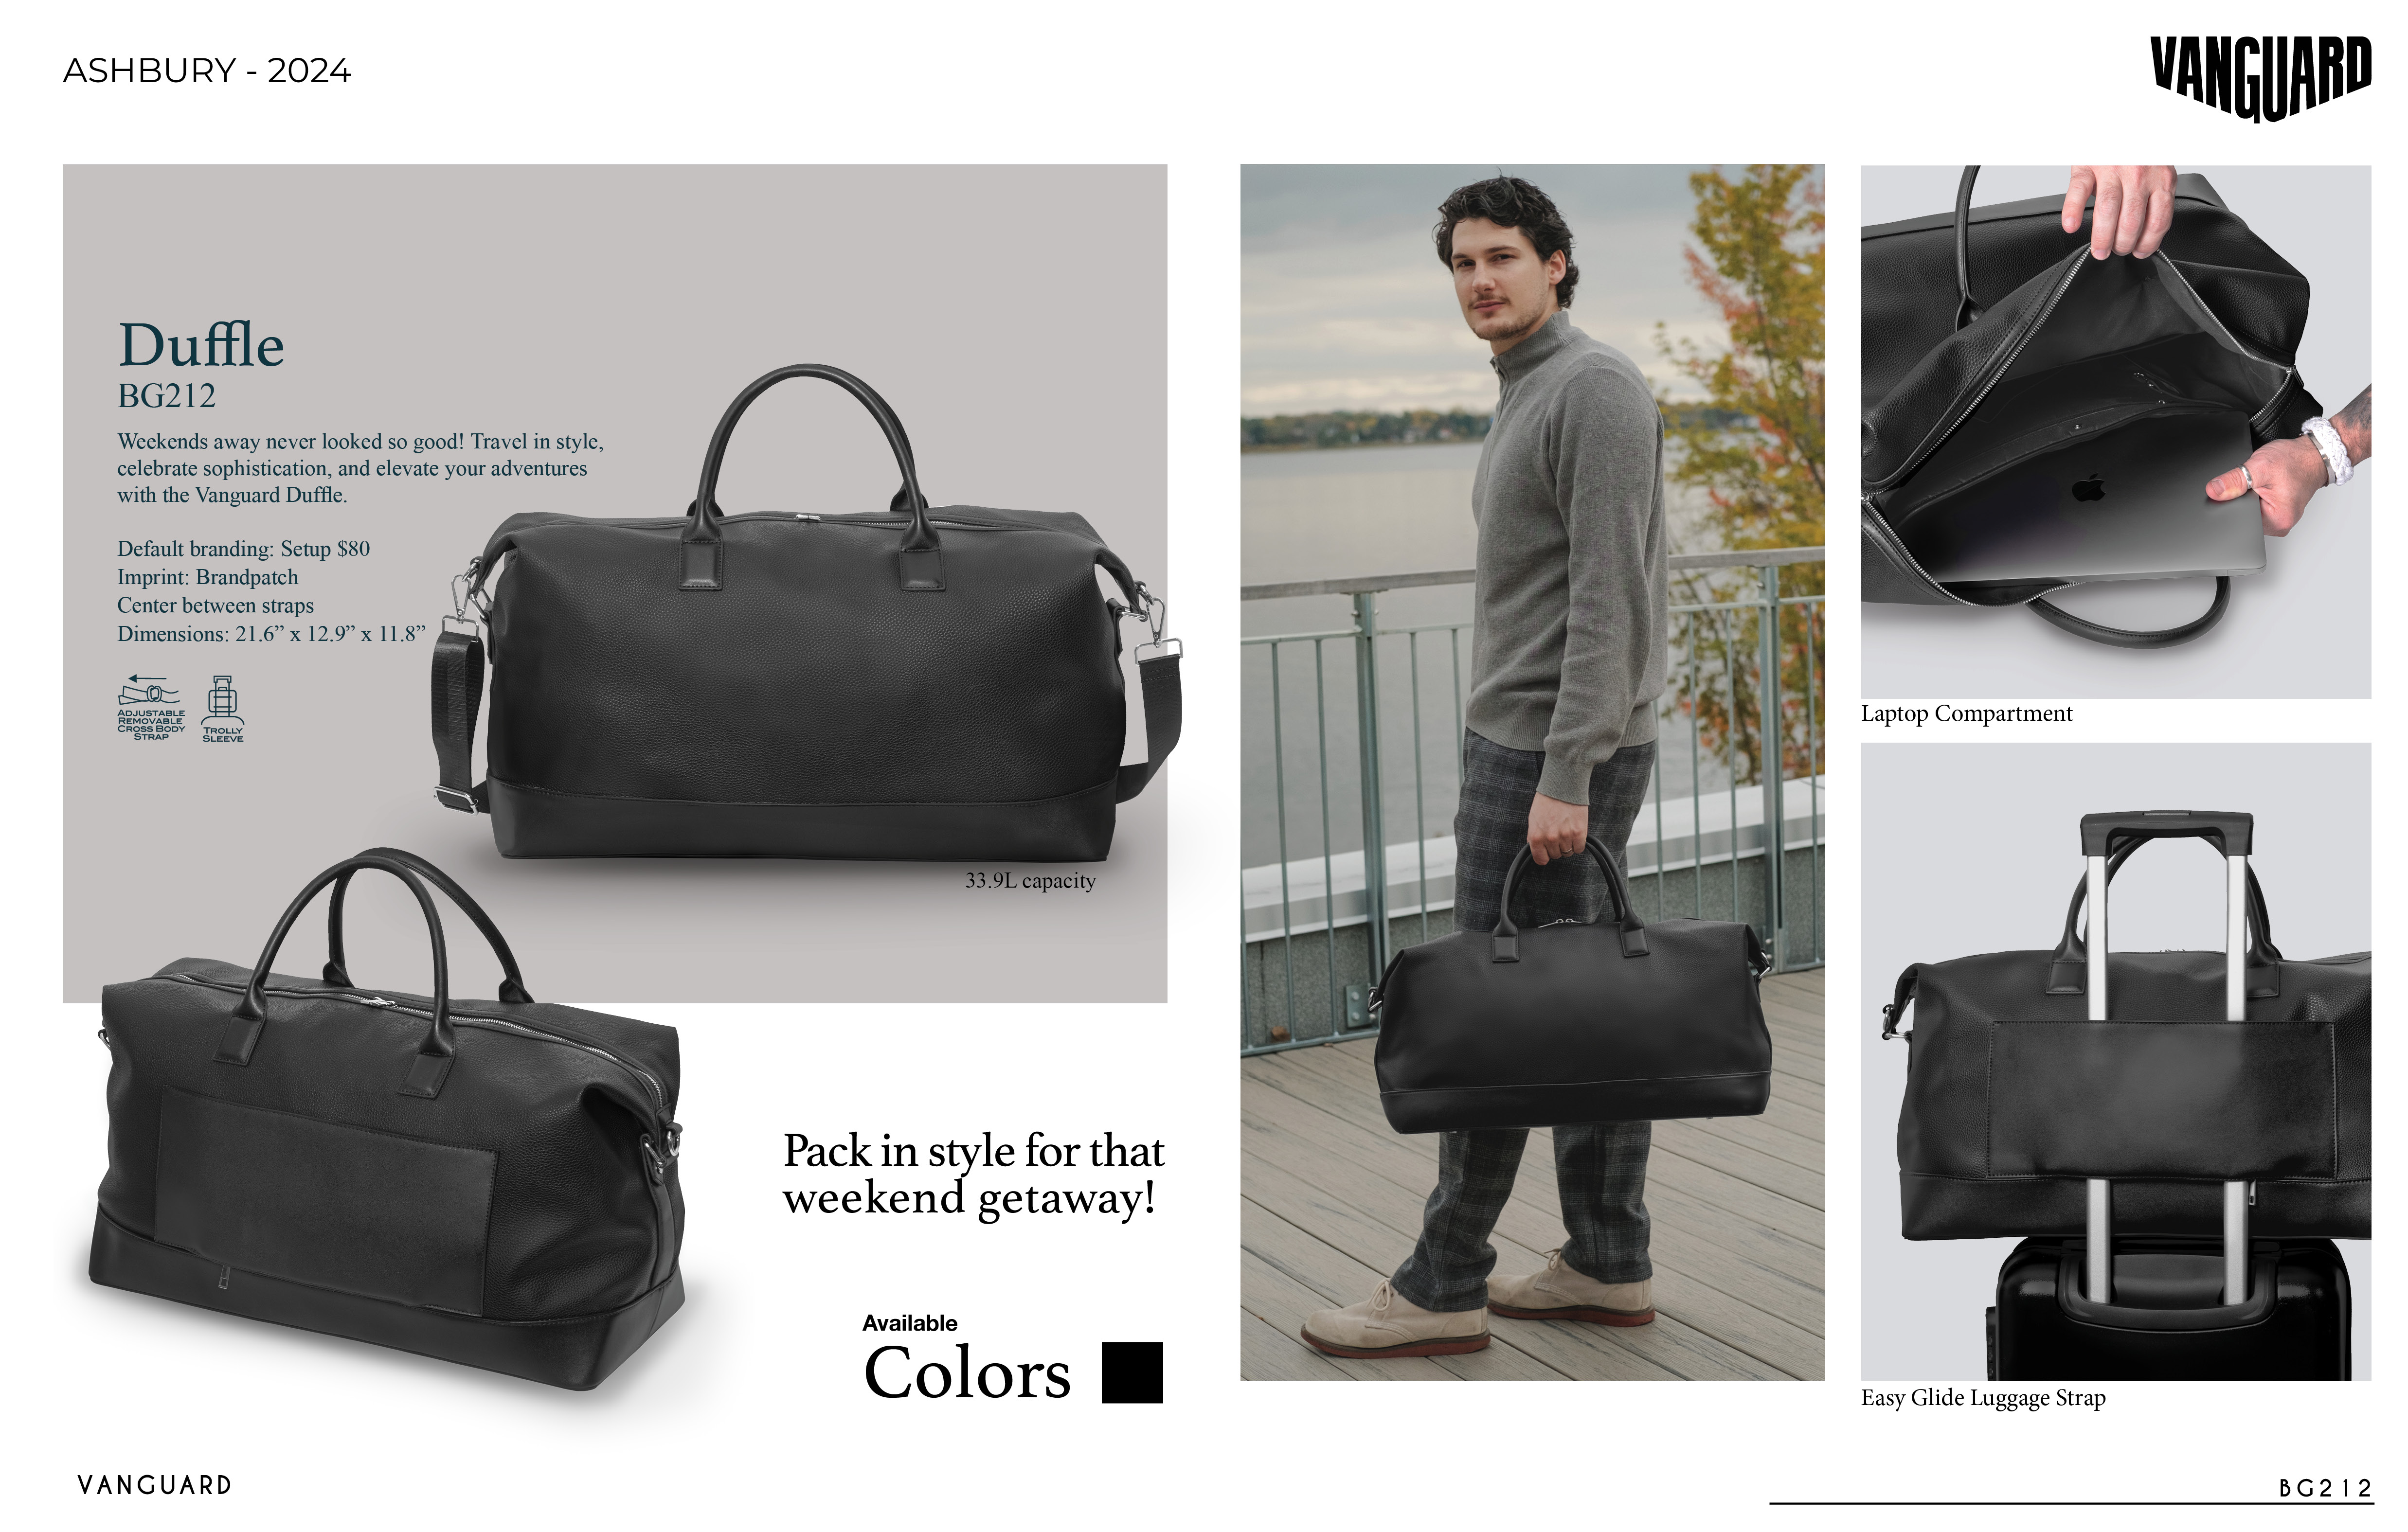 ASHBURY - 2024
VANGUARD
Duffle
BG212
Weekends away never looked so good! Travel in style,
celebrate sophistication, and elevate your adventures
with the Vanguard Duffle.
Default branding: Setup $80
Imprint: Brandpatch
Center between straps
Dimensions: 21.6” x 12.9” x 11.8”
ADJUSTABLE
REMOVABLE
CROSS BODY
STRAP
TROLLY
SLEEVE
33.9L capacity
Pack in style for that
weekend getaway!
Available
Colors
Laptop Compartment
Easy Glide Luggage Strap
VANGUARD
BG212